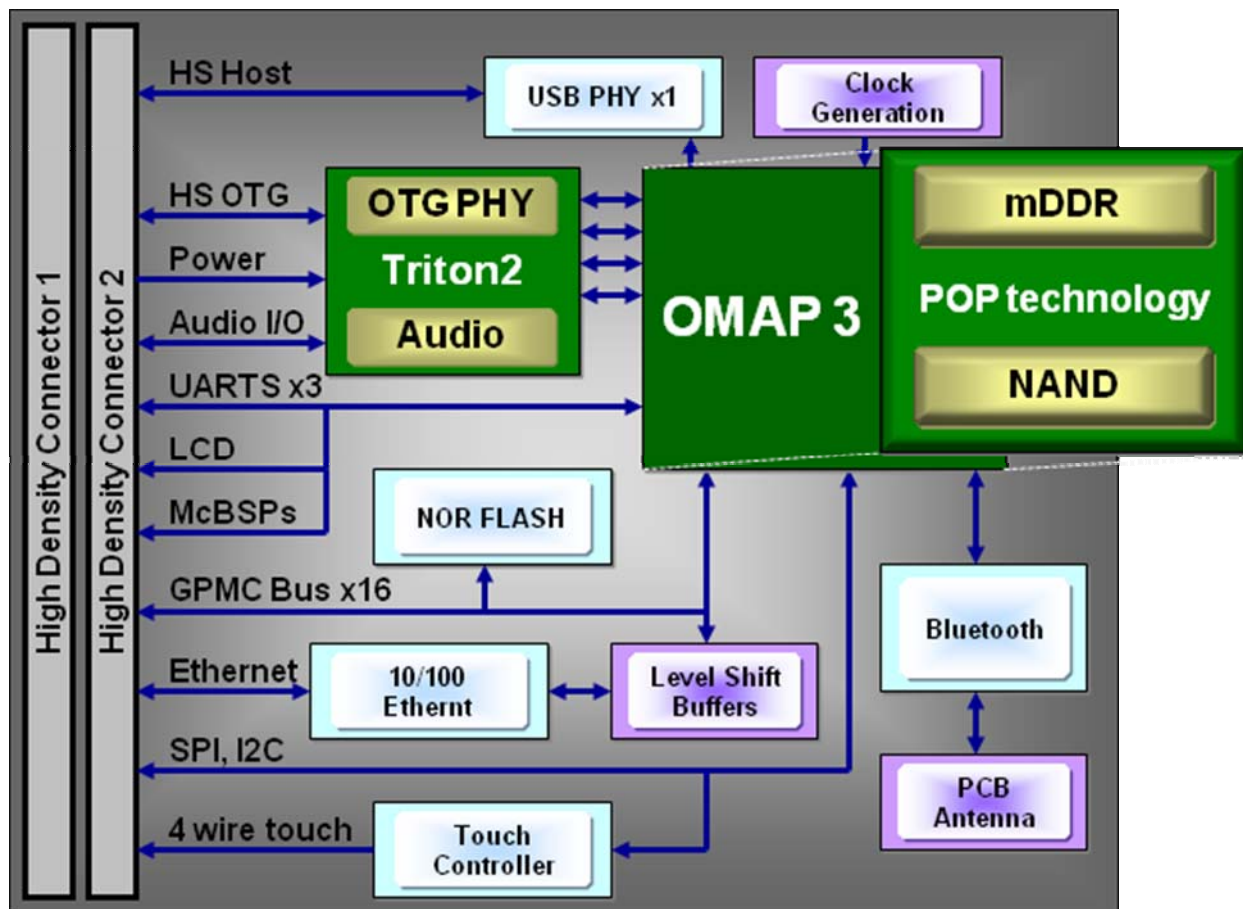 High Density Connector 1
High Density Connector 2
HS Host
USB PHY x1
Clock
Generation
HS OTG
OTG PHY
Power
Triton2
Audio I/O
Audio
OMAP 3
mDDR
POP technology
NAND
UARTS x3
LCD
McBSPs
NOR FLASH
GPMC Bus x16
Ethernet
10/100
Ethernt
Level Shift
Buffers
Bluetooth
SPI, I2C
PCB
Antenna
4 wire touch
Touch
Controller